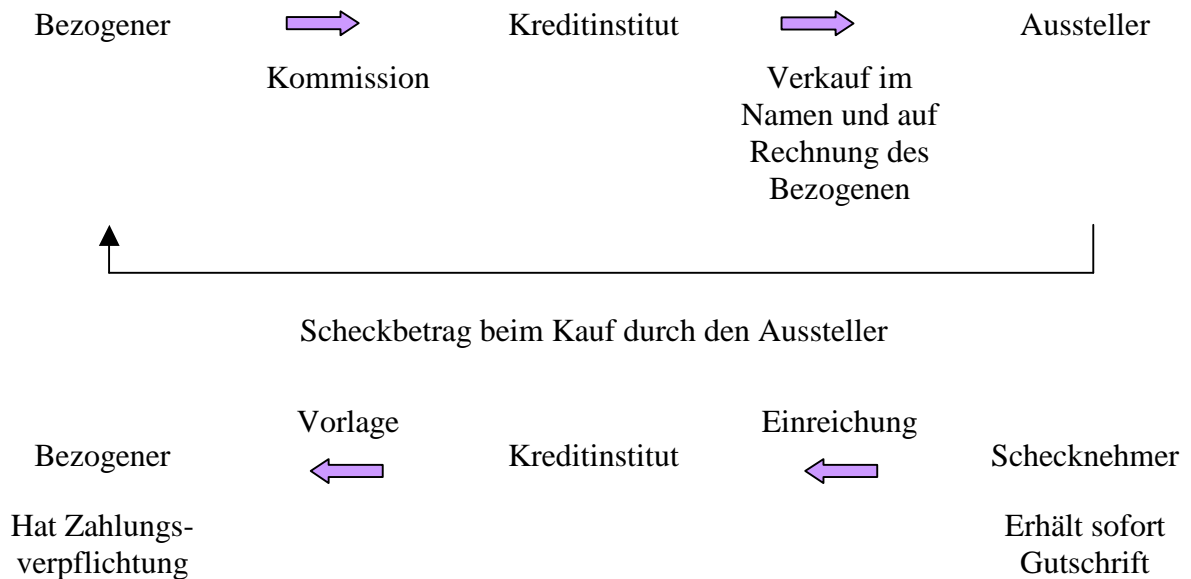 Bezogener Kreditinstitut Aussteller
Kommission
Verkauf im
Namen und auf
Rechnung des
Bezogenen
Scheckbetrag beim Kauf durch den Aussteller
Vorlage Einreichung
Bezogener Kreditinstitut Schecknehmer
Hat Zahlungs-
verpflichtung
Erhält sofort
Gutschrift